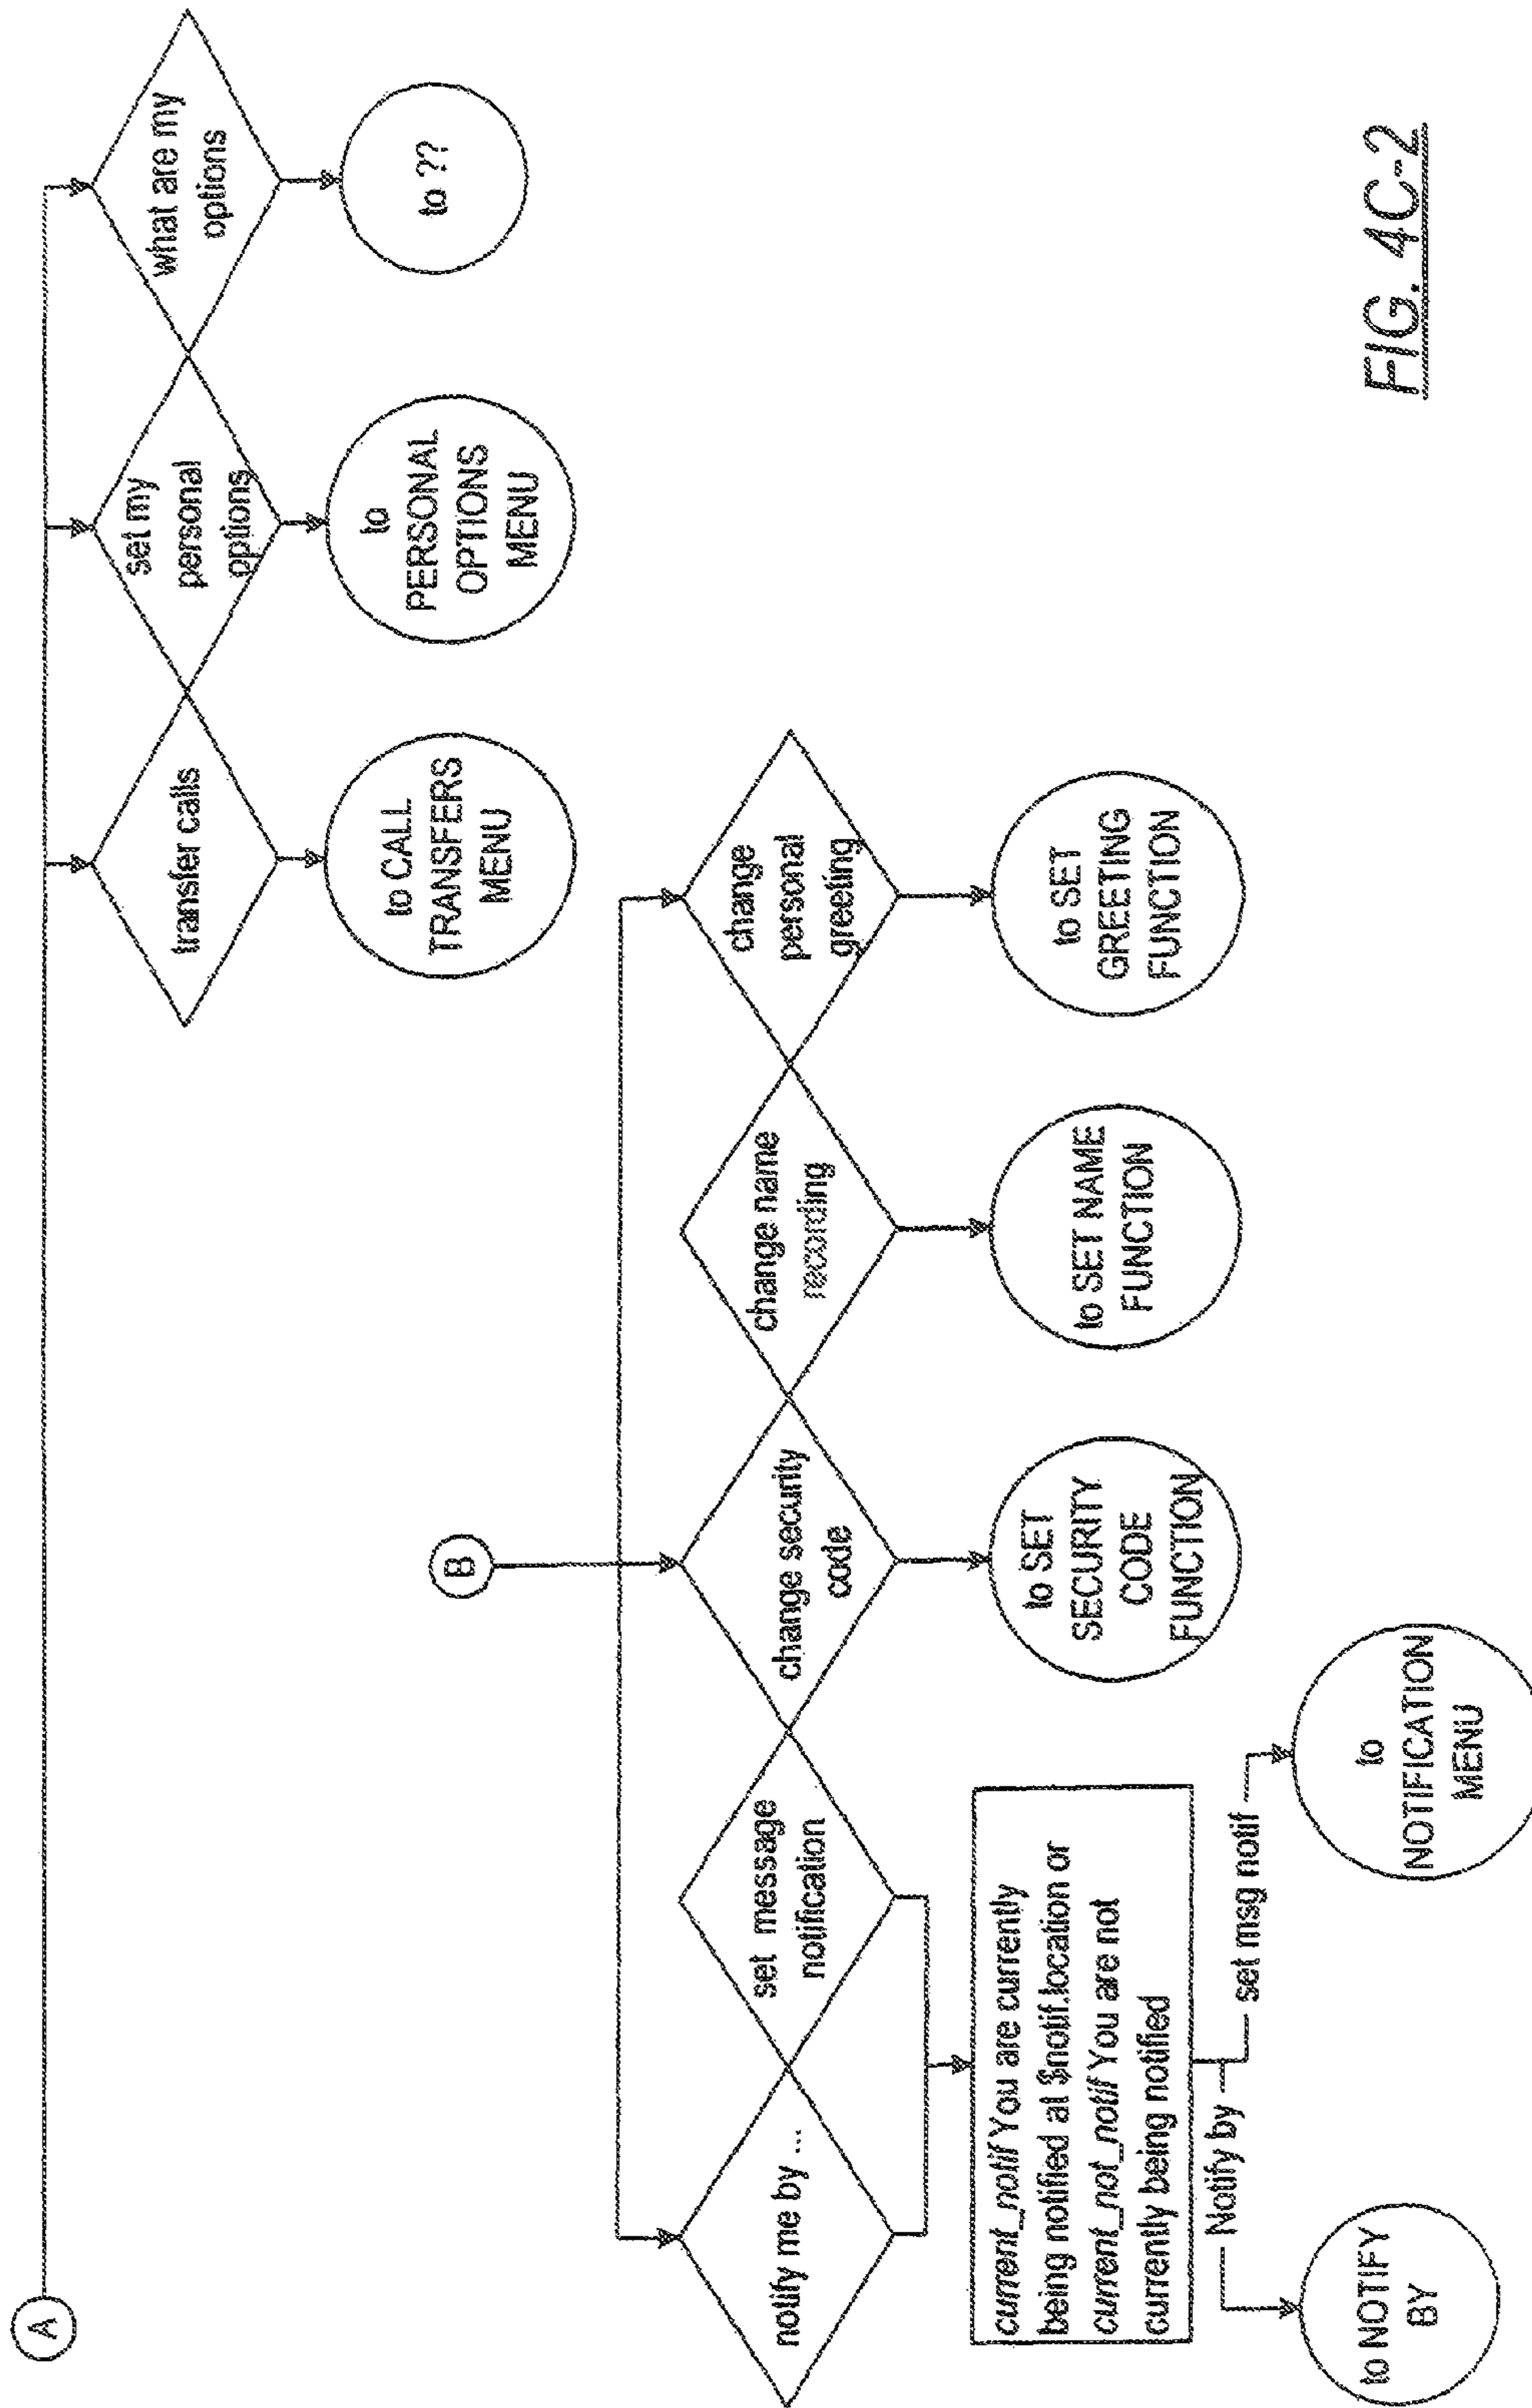 A
transfer calls
set my
personal
options
what are my
options
to CALL
TRANSFERS
MENU
to
PERSONAL
OPTIONS
MENU
to ??
B
notify me by ...
set message
notification
change security
code
change name
recording
change
personal
greeting
current_notif You are currently
being notified at $notif.location or
current_not_notif You are not
currently being notified
to SET
SECURITY
CODE
FUNCTION
to SET NAME
FUNCTION
to SET
GREETING
FUNCTION
Notify by
set msg notif
to NOTIFY
BY
to
NOTIFICATION
MENU
FIG. 4C-2